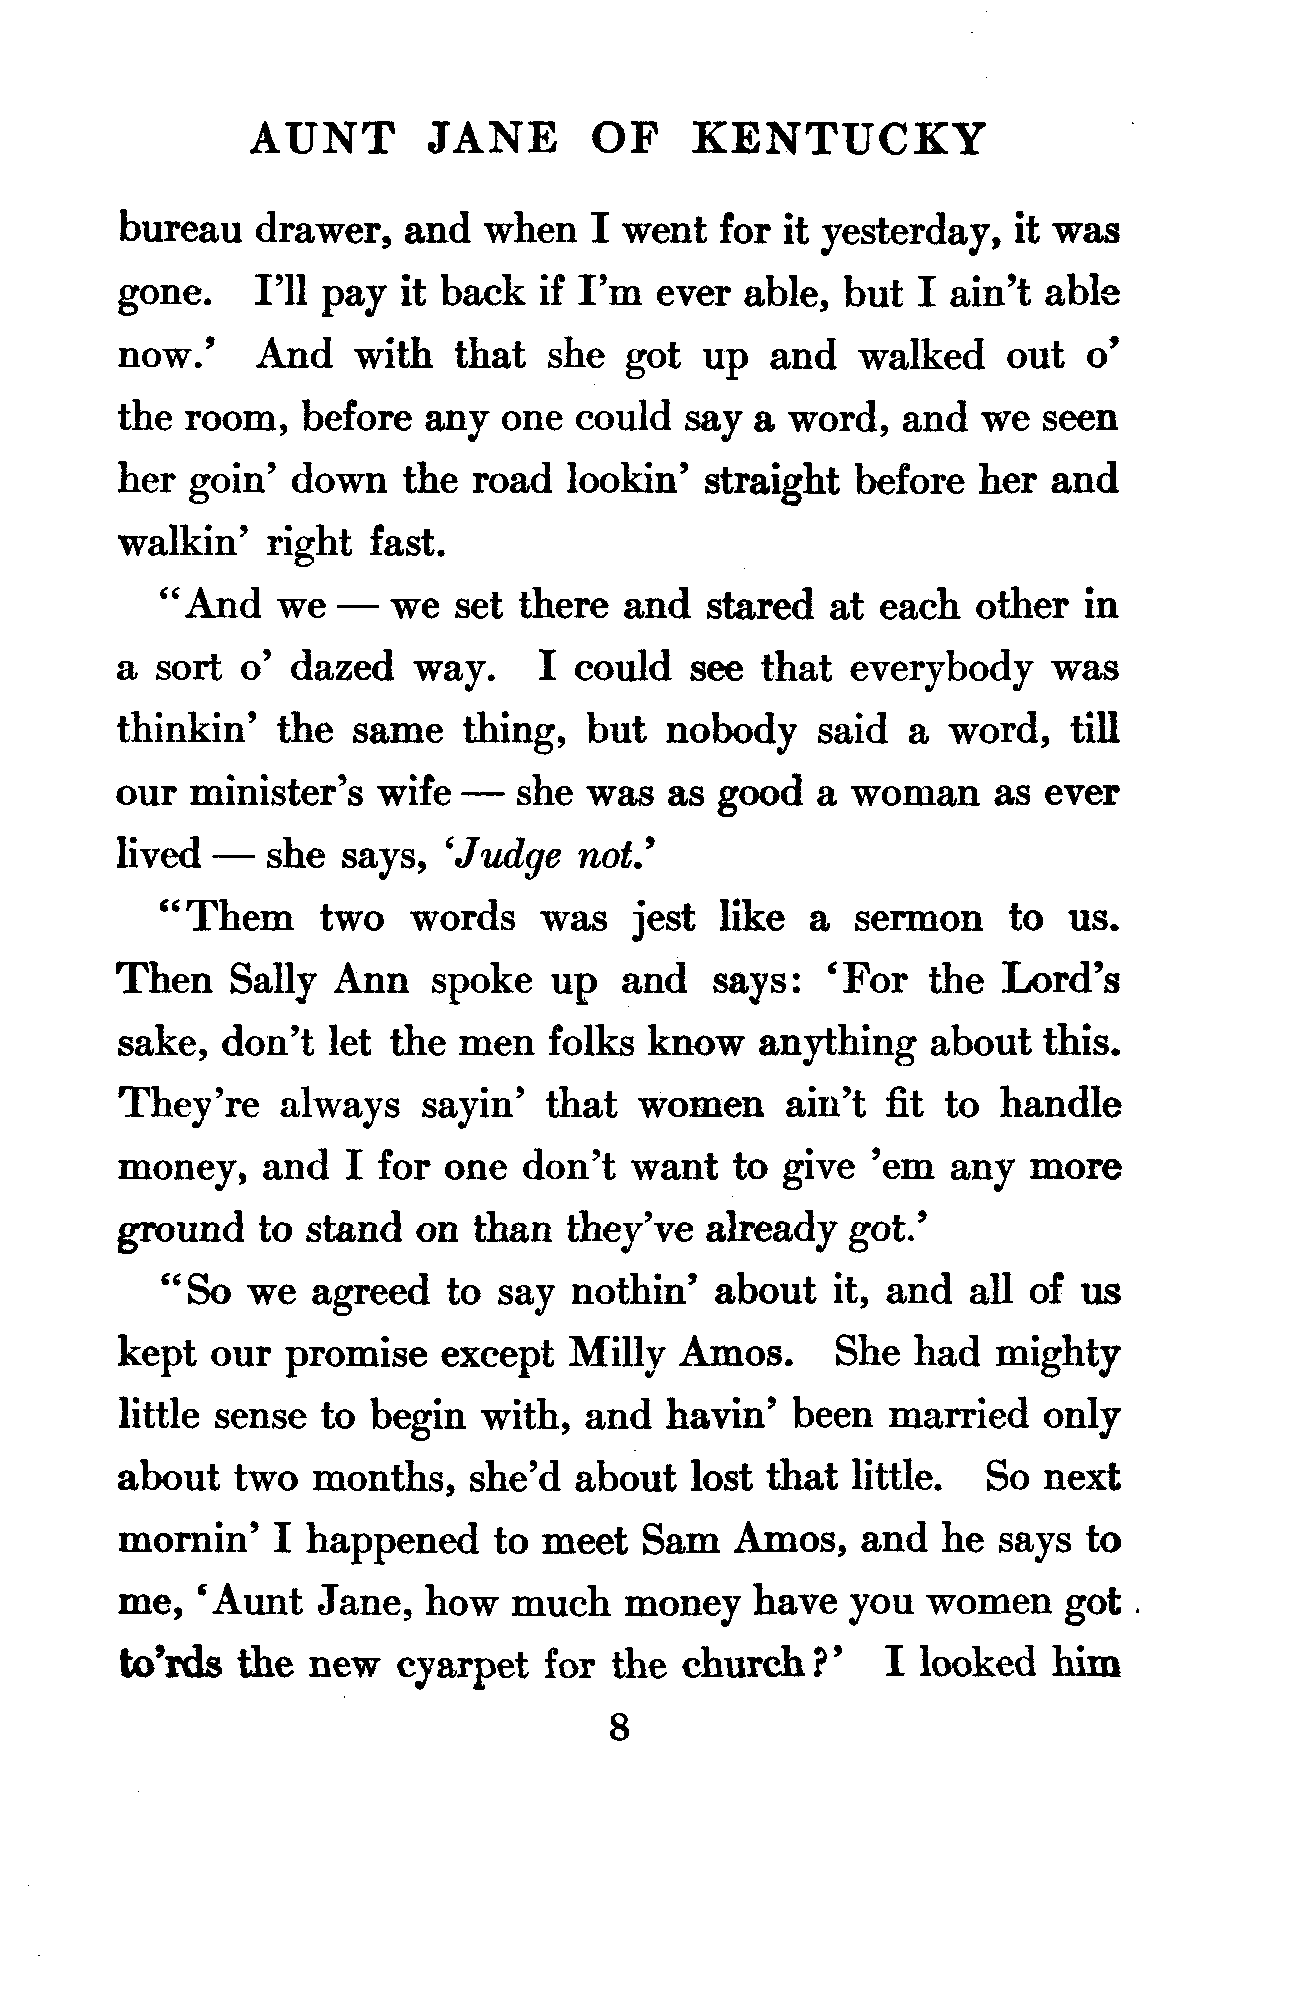 AUNT JANE OF KENTUCKY
bureau drawer, and when I went for it yesterday, it was
gone. I'll pay it back if I'm ever able, but I ain't able
now.' And with that she got up and walked out o'
the room, before any one could say a word, and we seen
her goin' down the road lookin' straight before her and
walkin' right fast.
"And we — we set there and stared at each other in
a sort o' dazed way. I could see that everybody was
thinkin' the same thing, but nobody said a word, till
our minister's wife — she was as good a woman as ever
lived — she says, 'Judge not.'
"Them two words was jest like a sermon to us.
Then Sally Ann spoke up and says: 'For the Lord's
sake, don't let the men folks know anything about this.
They're always sayin' that women ain't fit to handle
money, and I for one don't want to give 'em any more
ground to stand on than they've already got.'
"So we agreed to say nothin' about it, and all of us
kept our promise except Milly Amos. She had mighty
little sense to begin with, and havin' been married only
about two months, she'd about lost that little. So next
mornin' I happened to meet Sam Amos, and he says to
me, 'Aunt Jane, how much money have you women got
to'rds the new cyarpet for the church?' I looked him
8